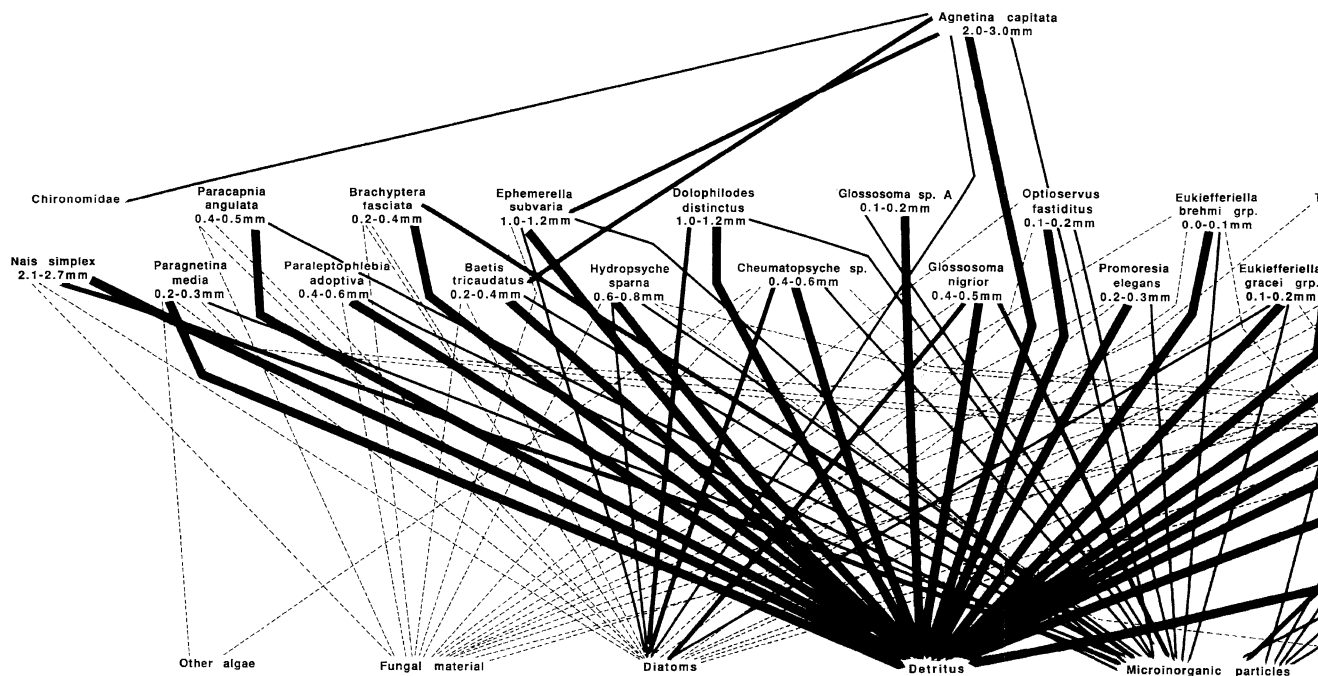 Agnetina capitata
2.0-3.0mm
Chironomidae
Paracapnia
angulata
0.4-0.5mm
Brachyptera
fasciata
0.2-0.4mm
Ephemerella
subvaria
1.0-1.2mm
Dolophilodes
distinctus
1.0-1.2mm
Glossosoma sp. A
0.1-0.2mm
Optioservus
fastiditus
0.1-0.2mm
Eukiefferiella
brehmi grp.
0.0-0.1mm
T
Nais simplex
2.1-2.7mm
Paragnetina
media
0.2-0.3mm
Paraleptophlebia
adoptiva
0.4-0.6mm
Baetis
tricaudatus
0.2-0.4mm
Hydropsyche
sparna
0.6-0.8mm
Cheumatopsyche sp.
0.4-0.6mm
Glossosoma
nigrior
0.4-0.5mm
Promoresia
elegans
0.2-0.3mm
Eukiefferiella
gracei grp.
0.1-0.2mm
Other algae
Fungal material
Diatoms
Detritus
Microinorganic particles